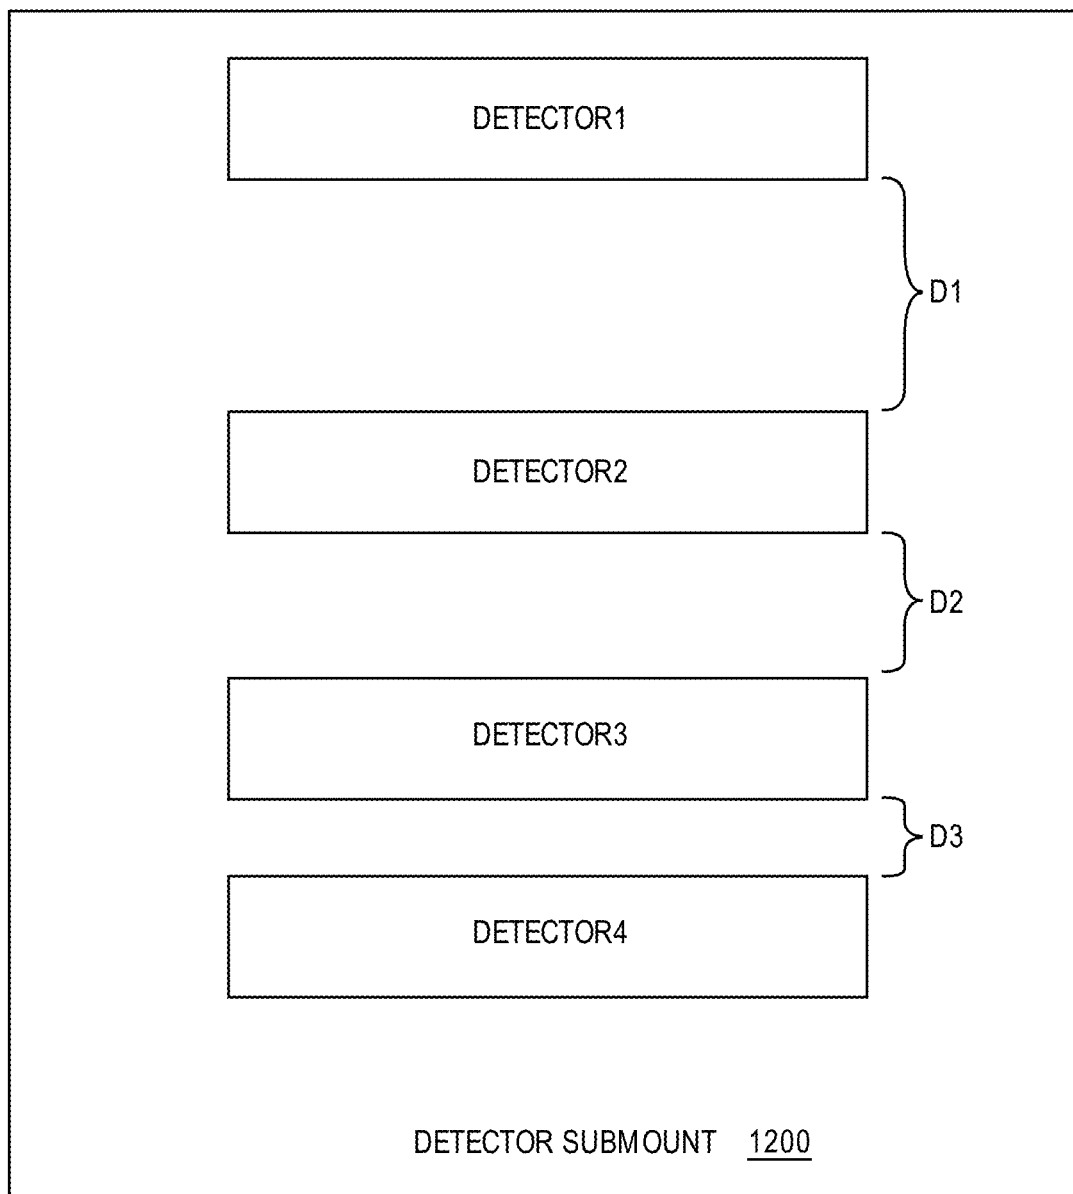 DETECTOR1
D1
DETECTOR2
D2
DETECTOR3
D3
DETECTOR4
DETECTOR SUBMOUNT 1200